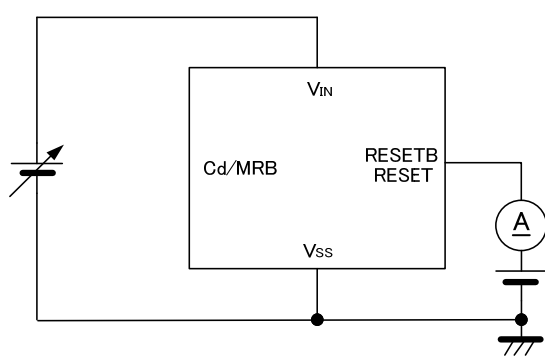 VIN
Cd/MRB
RESETB
RESET
A
VSS